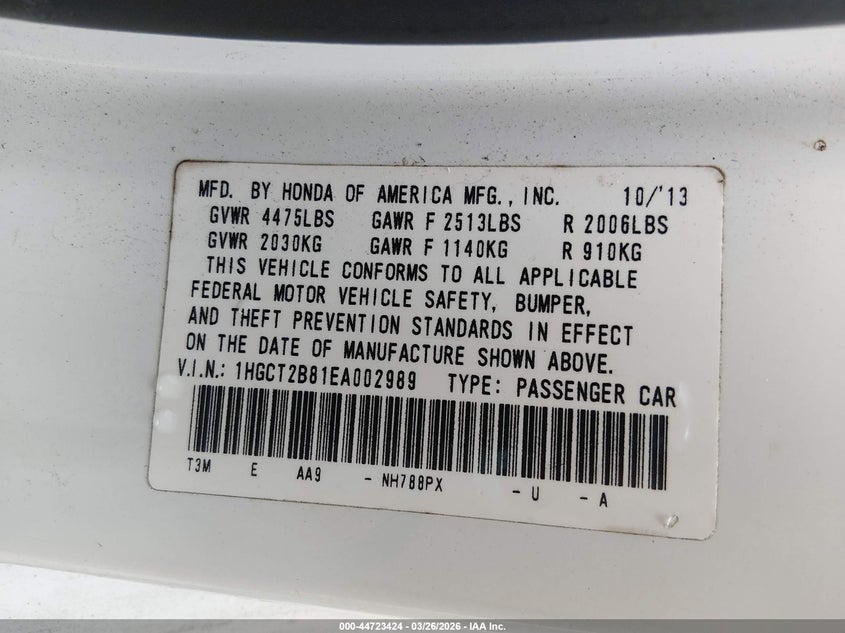 MFD. BY HONDA OF AMERICA MFG., INC. 10/'13
GVWR 4475LBS GAWR F 2513LBS R 2006LBS
GVWR 2030KG GAWR F 1140KG R 910KG
THIS VEHICLE CONFORMS TO ALL APPLICABLE
FEDERAL MOTOR VEHICLE SAFETY, BUMPER,
AND THEFT PREVENTION STANDARDS IN EFFECT
ON THE DATE OF MANUFACTURE SHOWN ABOVE.
V.I.N.: 1HGCT2B81EA002989 TYPE: PASSENGER CAR
T3M E AA9 - NH788PX - U - A
000-44723424 | 03/26/2026 - IAA Inc.